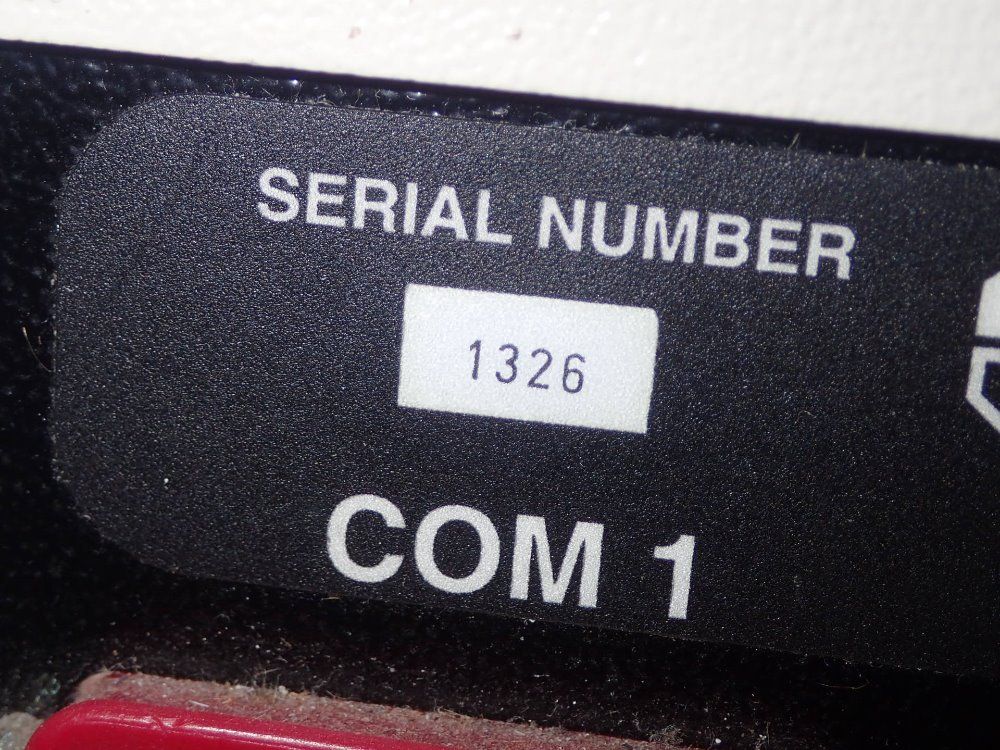 SERIAL NUMBER
1326
COM 1